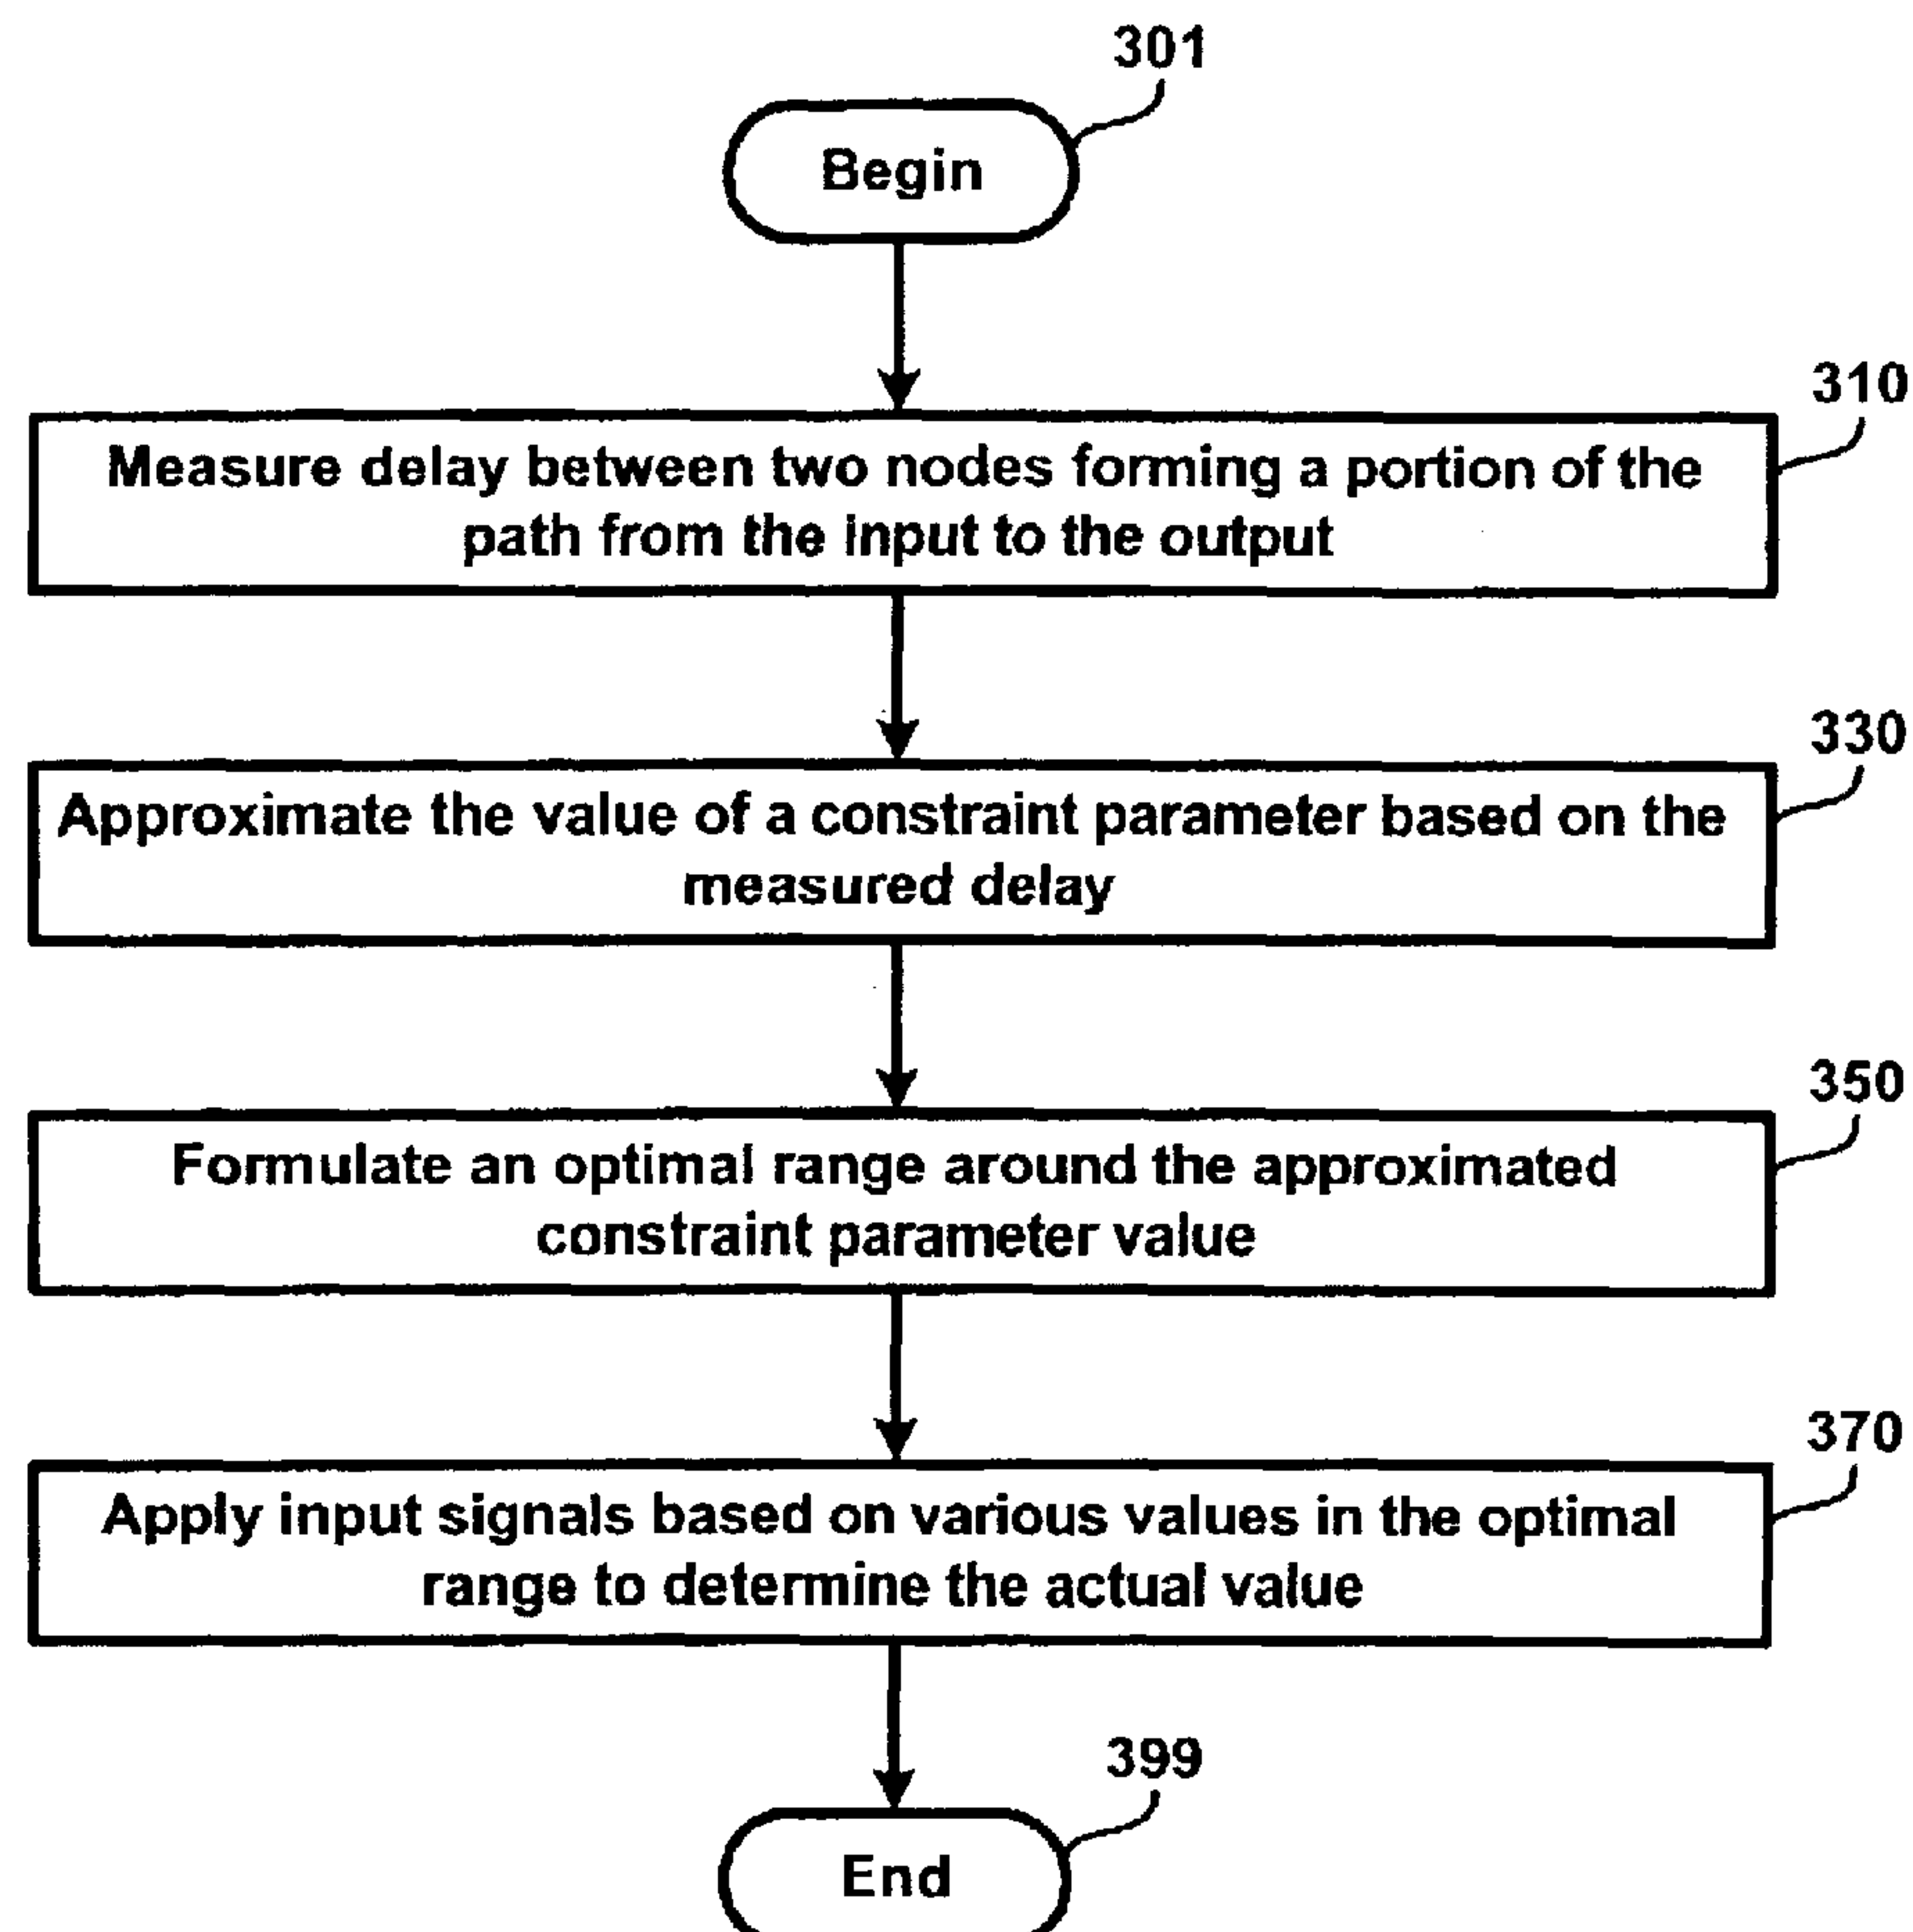 301
Begin
310
Measure delay between two nodes forming a portion of the
path from the input to the output
330
Approximate the value of a constraint parameter based on the
measured delay
350
Formulate an optimal range around the approximated
constraint parameter value
370
Apply input signals based on various values in the optimal
range to determine the actual value
399
End